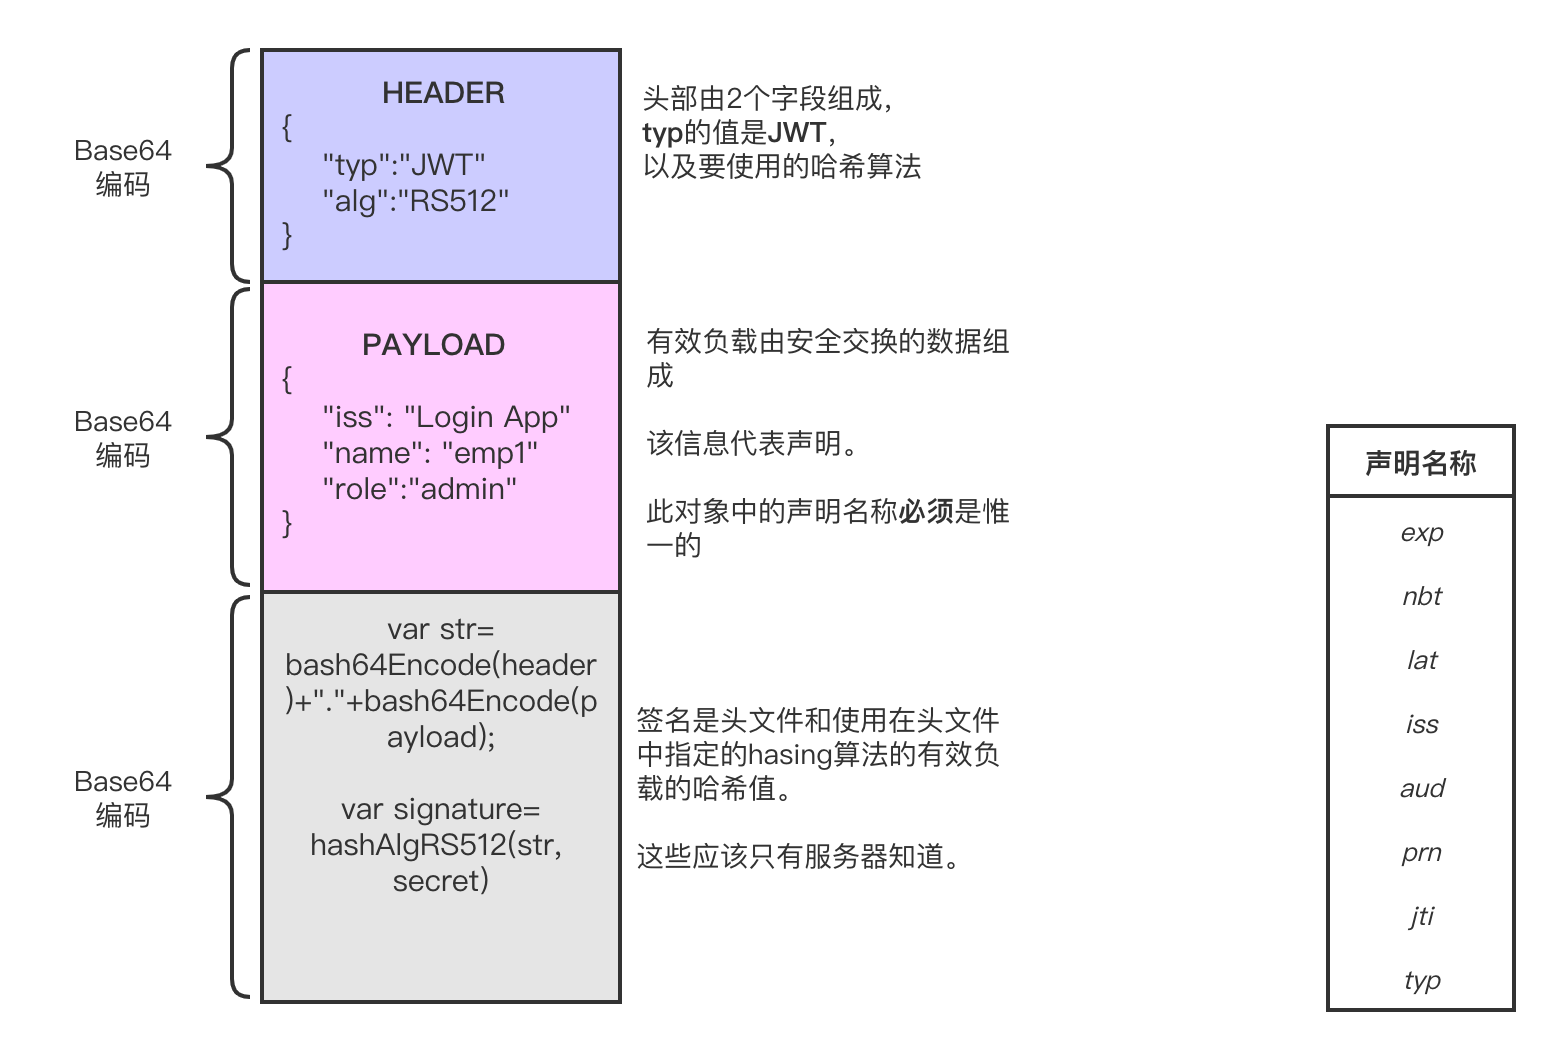 Base64
编码
HEADER
{
"typ":"JWT"
"alg":"RS512"
}
头部由2个字段组成，
typ的值是JWT，
以及要使用的哈希算法
Base64
编码
PAYLOAD
{
"iss": "Login App"
"name": "emp1"
"role":"admin"
}
有效负载由安全交换的数据组
成
该信息代表声明。
此对象中的声明名称必须是惟
一的
Base64
编码
var str=
bash64Encode(header
)+"."+bash64Encode(p
ayload);
var signature=
hashAlgRS512(str,
secret)
签名是头文件和使用在头文件
中指定的hasing算法的有效负
载的哈希值。
这些应该只有服务器知道。
声明名称
exp
nbt
lat
iss
aud
prn
jti
typ